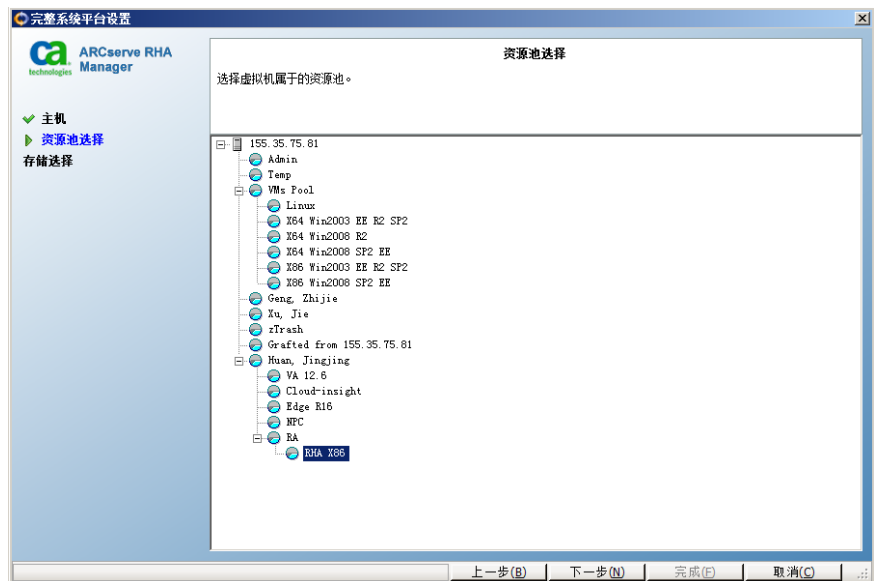 完整系统平台设置
ca
technologies
ARCserve RHA
Manager
主机
资源池选择
存储选择
资源池选择
选择虚拟机属于的资源池。
155.35.75.81
Admin
Temp
VMs Pool
Linux
X64 Win2003 EE R2 SP2
X64 Win2008 R2
X64 Win2008 SP2 EE
X86 Win2003 EE R2 SP2
X86 Win2008 SP2 EE
Geng, Zhijie
Xu, Jie
zTrash
Grafted from 155.35.75.81
Huan, Jingjing
VA 12.6
Cloud-insight
Edge R16
NPC
RA
RHA X86
上一步(B)
下一步(N)
完成(F)
取消(C)